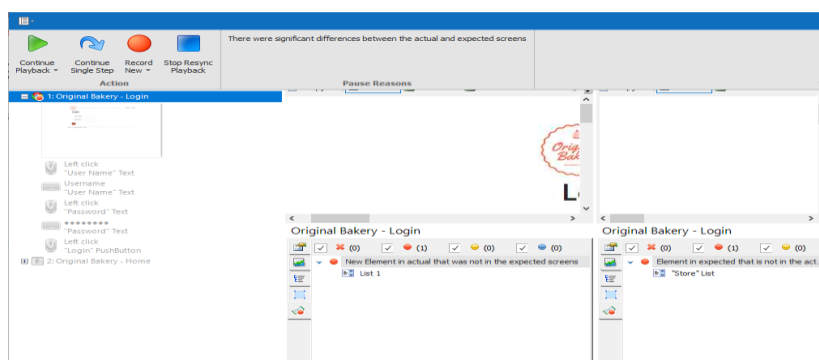 There were significant differences between the actual and expected screens
Continue Playback
Continue Single Step
Record New
Stop Resync Playback
Action
Pause Reasons
1: Original Bakery - Login
Left click
"User Name" Text
Username
"User Name" Text
Left click
"Password" Text
********
"Password" Text
Left click
"Login" PushButton
2: Original Bakery - Home
Original Bakery - Login
(0)
(1)
(0)
(0)
New Element in actual that was not in the expected screens
List 1
Original Bakery - Login
(0)
(1)
(0)
(0)
Element in expected that is not in the act.
"Store" List